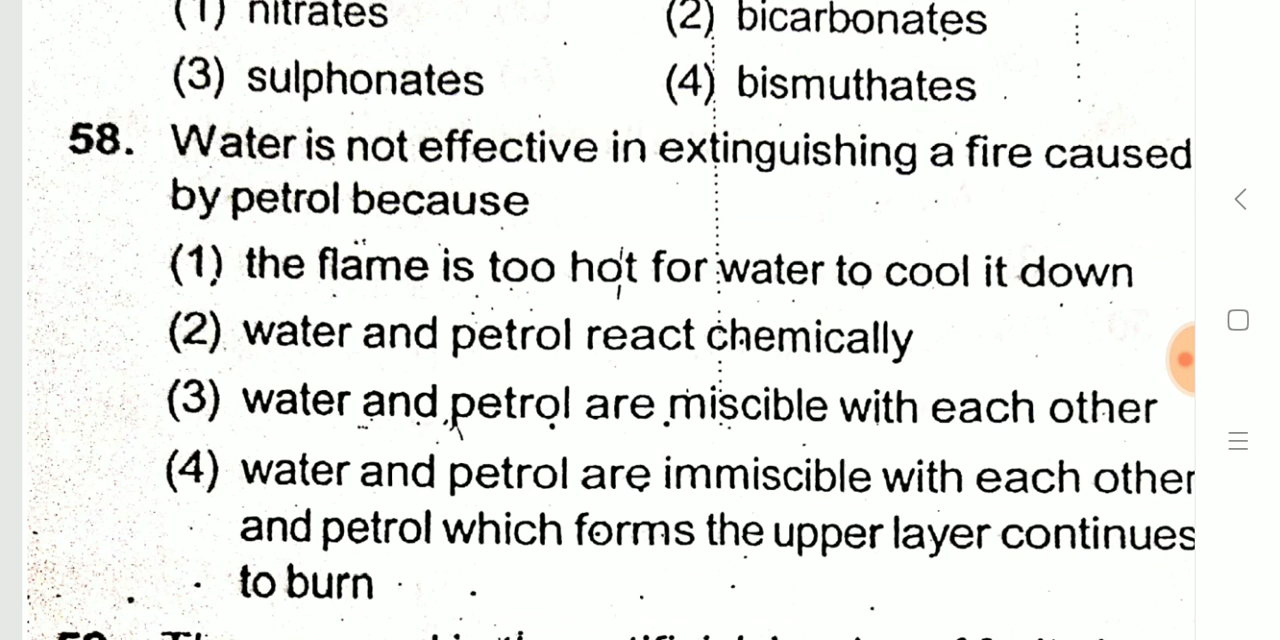 (1) nitrates (2) bicarbonates
(3) sulphonates (4) bismuthates
58. Water is not effective in extinguishing a fire caused
by petrol because
(1) the flame is too hot for water to cool it down
(2) water and petrol react chemically
(3) water and petrol are miscible with each other
(4) water and petrol are immiscible with each other
and petrol which forms the upper layer continues
to burn